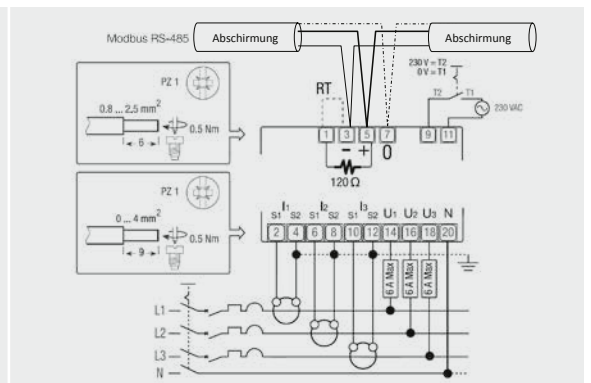 Modbus RS-485
Abschirmung
Abschirmung
230 V = T2
0 V = T1
T2 T1
230 VAC
PZ 1
0.8 ... 2.5 mm²
0.5 Nm
6
RT
1 3 5 7 9 11
- + 0
120 Ω
PZ 1
0 ... 4 mm²
0.5 Nm
9
I1 I2 I3 U1 U2 U3 N
S1 S2 S1 S2 S1 S2
2 4 6 8 10 12 14 16 18 20
6 A Max
6 A Max
6 A Max
L1
L2
L3
N